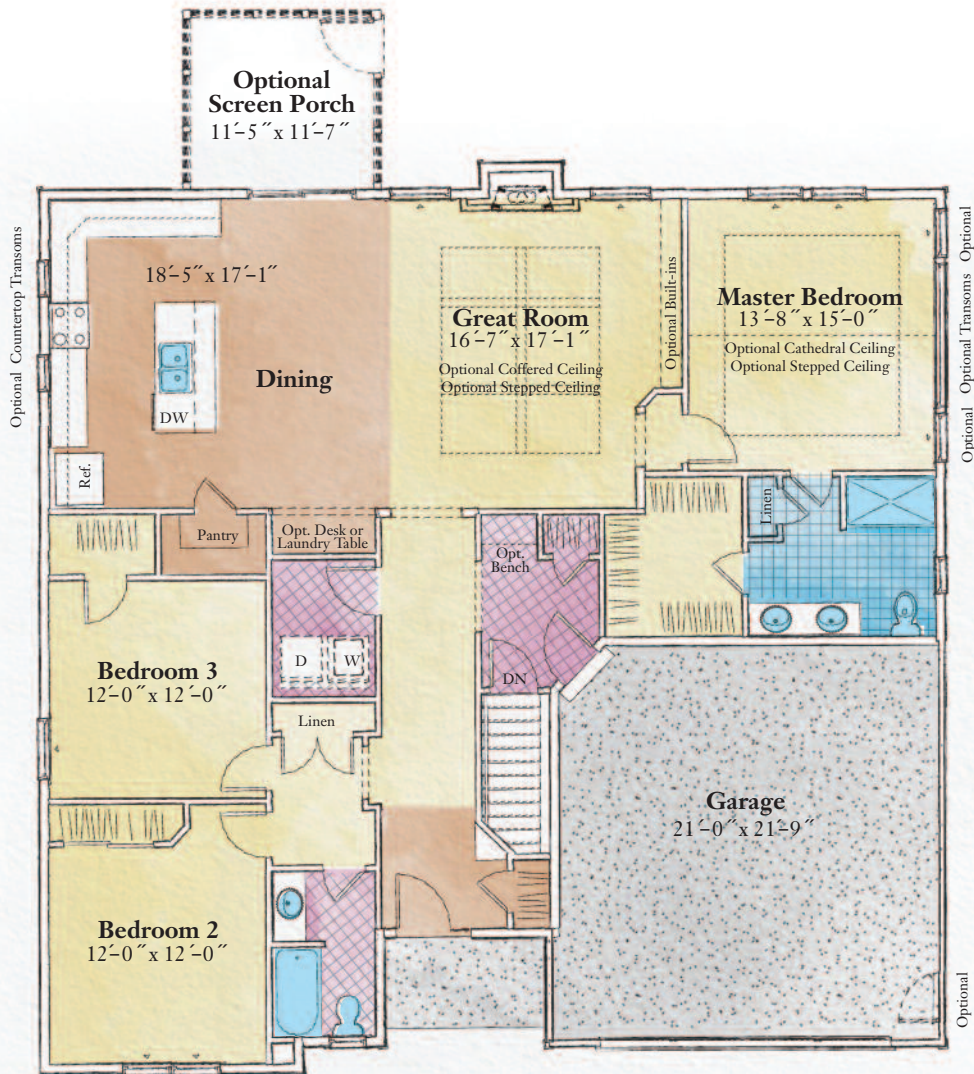 Optional
Screen Porch
11′-5″ x 11′-7″
Optional Countertop Transoms
18′-5″ x 17′-1″
Dining
DW
Ref.
Pantry
Opt. Desk or
Laundry Table
Great Room
16′-7″ x 17′-1″
Optional Coffered Ceiling
Optional Stepped Ceiling
Optional Built-ins
Master Bedroom
13′-8″ x 15′-0″
Optional Cathedral Ceiling
Optional Stepped Ceiling
Optional
Optional Transoms
Optional
Linen
Opt.
Bench
D
W
DN
Bedroom 3
12′-0″ x 12′-0″
Linen
Garage
21′-0″ x 21′-9″
Bedroom 2
12′-0″ x 12′-0″
Optional